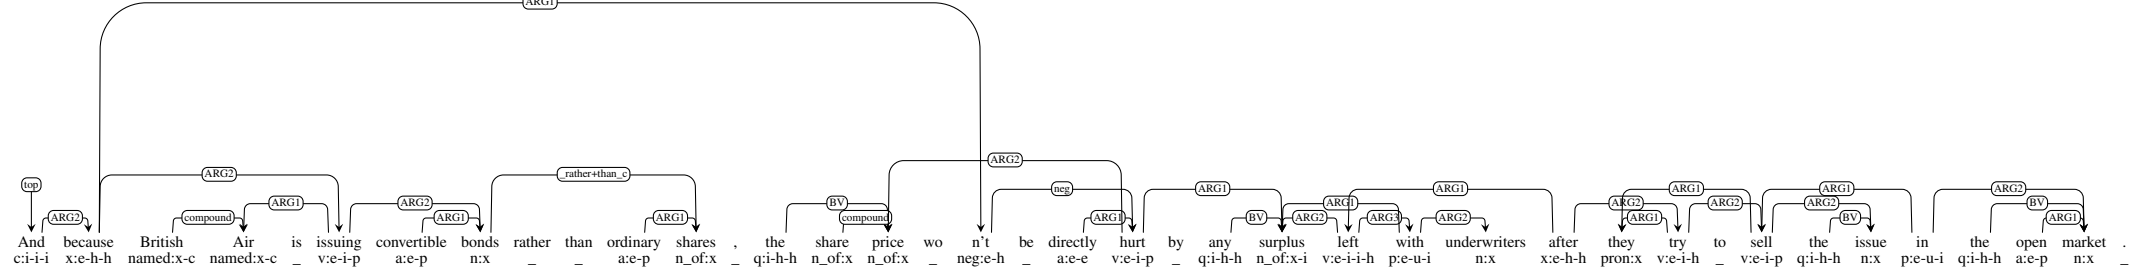 ARG1
ARG2
top
_rather+than_c
neg
ARG1
ARG1
ARG1
ARG1
ARG2
ARG1
ARG2
BV
ARG1
ARG2
ARG2
ARG2
BV
ARG2
compound
ARG1
ARG1
compound
ARG1
BV
ARG2
ARG3
ARG2
ARG1
BV
ARG1
And because British Air is issuing convertible bonds rather than ordinary shares , the share price wo n't be directly hurt by any surplus left with underwriters after they try to sell the issue in the open market .
c:i-i-i x:e-h-h named:x-c named:x-c _ v:e-i-p a:e-p n:x _ _ a:e-p n_of:x _ q:i-h-h n_of:x n_of:x _ neg:e-h _ a:e-e v:e-i-p _ q:i-h-h n_of:x-i v:e-i-i-h p:e-u-i n:x x:e-h-h pron:x v:e-i-h _ v:e-i-p q:i-h-h n:x p:e-u-i q:i-h-h a:e-p n:x _